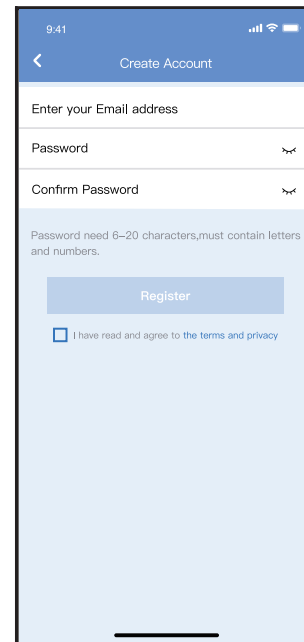 9:41
Create Account
Enter your Email address
Password
Confirm Password
Password need 6–20 characters,must contain letters
and numbers.
Register
I have read and agree to the terms and privacy